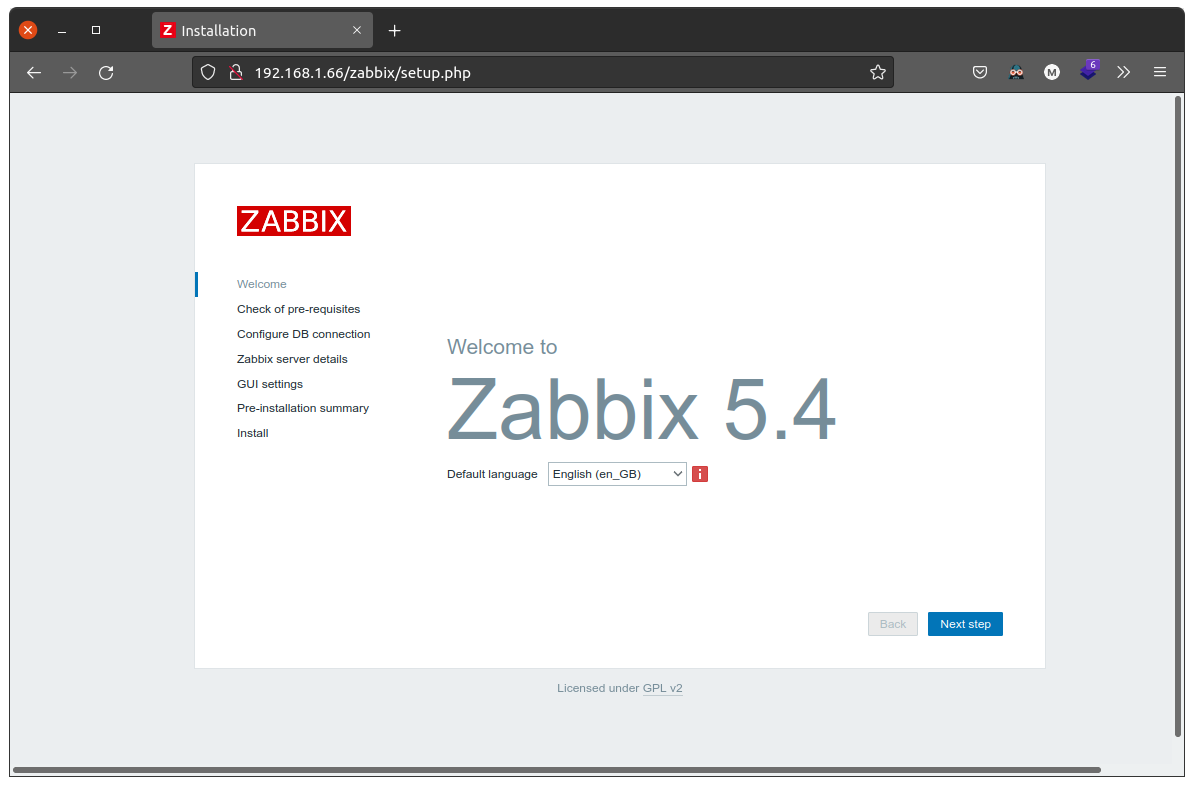 Z Installation
192.168.1.66/zabbix/setup.php
M
6
ZABBIX
Welcome
Check of pre-requisites
Configure DB connection
Zabbix server details
GUI settings
Pre-installation summary
Install
Welcome to
Zabbix 5.4
Default language English (en_GB) i
Back Next step
Licensed under GPL v2